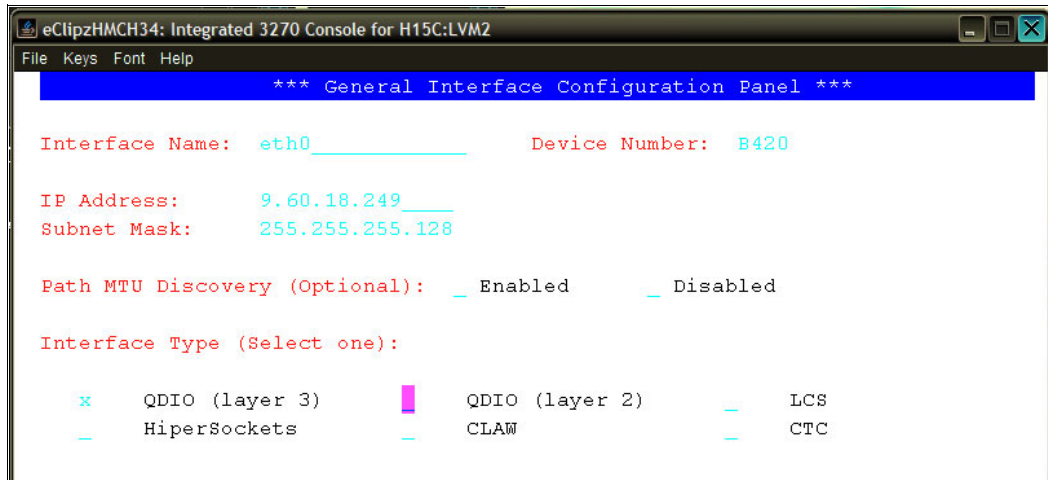 eClipzHMCH34: Integrated 3270 Console for H15C:LVM2
File Keys Font Help
*** General Interface Configuration Panel ***
Interface Name: eth0____________ Device Number: B420
IP Address: 9.60.18.249____
Subnet Mask: 255.255.255.128
Path MTU Discovery (Optional): _ Enabled _ Disabled
Interface Type (Select one):
x QDIO (layer 3) _ QDIO (layer 2) _ LCS
_ HiperSockets _ CLAW _ CTC